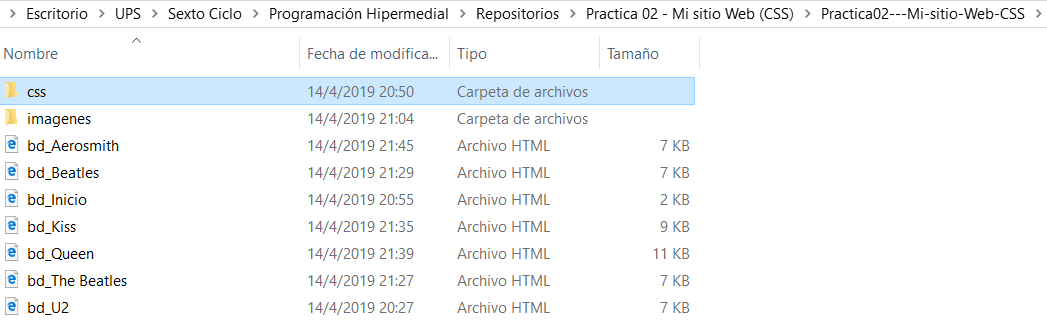 Escritorio > UPS > Sexto Ciclo > Programación Hipermedial > Repositorios > Practica 02 - Mi sitio Web (CSS) > Practica02---Mi-sitio-Web-CSS >
Nombre Fecha de modifica... Tipo Tamaño
css 14/4/2019 20:50 Carpeta de archivos
imagenes 14/4/2019 21:04 Carpeta de archivos
bd_Aerosmith 14/4/2019 21:45 Archivo HTML 7 KB
bd_Beatles 14/4/2019 21:29 Archivo HTML 7 KB
bd_Inicio 14/4/2019 20:55 Archivo HTML 2 KB
bd_Kiss 14/4/2019 21:35 Archivo HTML 9 KB
bd_Queen 14/4/2019 21:39 Archivo HTML 11 KB
bd_The Beatles 14/4/2019 21:27 Archivo HTML 7 KB
bd_U2 14/4/2019 20:27 Archivo HTML 7 KB